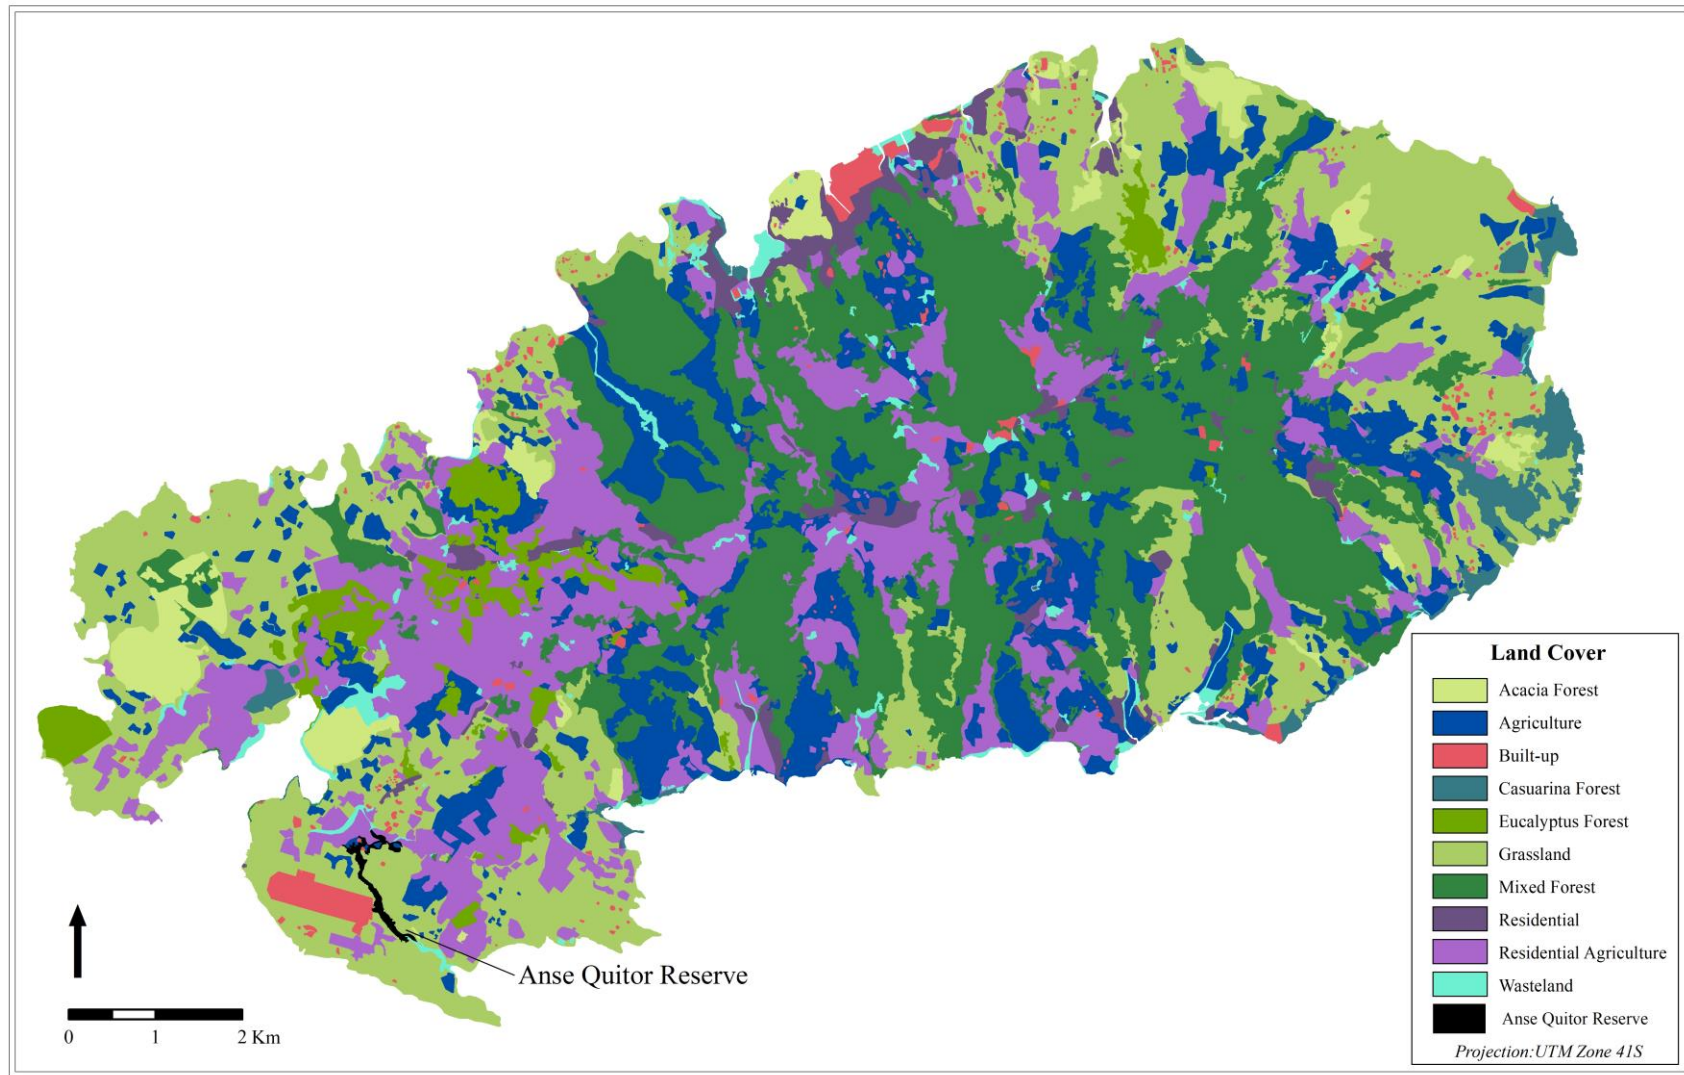 Anse Quitor Reserve
0 1 2 Km
Land Cover
Acacia Forest
Agriculture
Built-up
Casuarina Forest
Eucalyptus Forest
Grassland
Mixed Forest
Residential
Residential Agriculture
Wasteland
Anse Quitor Reserve
Projection:UTM Zone 41S